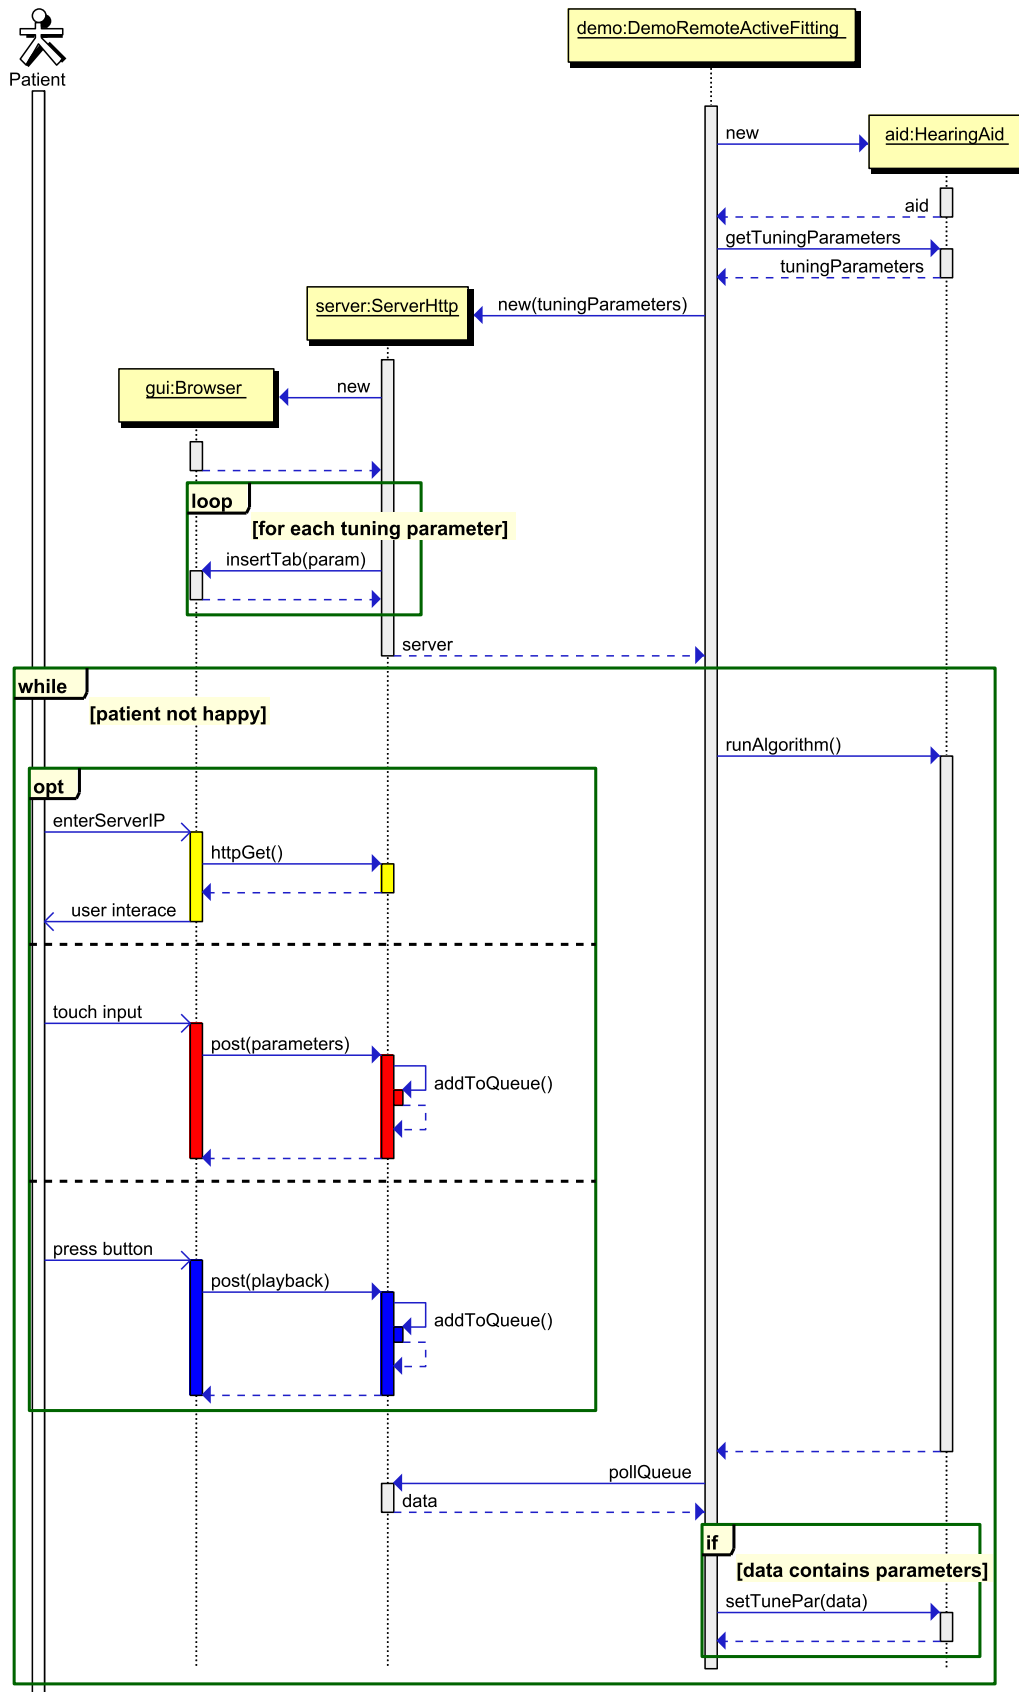 demo:DemoRemoteActiveFitting
Patient
new
aid:HearingAid
aid
getTuningParameters
tuningParameters
server:ServerHttp
new(tuningParameters)
gui:Browser
new
loop
[for each tuning parameter]
insertTab(param)
server
while
[patient not happy]
runAlgorithm()
opt
enterServerIP
httpGet()
user interace
touch input
post(parameters)
addToQueue()
press button
post(playback)
addToQueue()
pollQueue
data
if
[data contains parameters]
setTunePar(data)